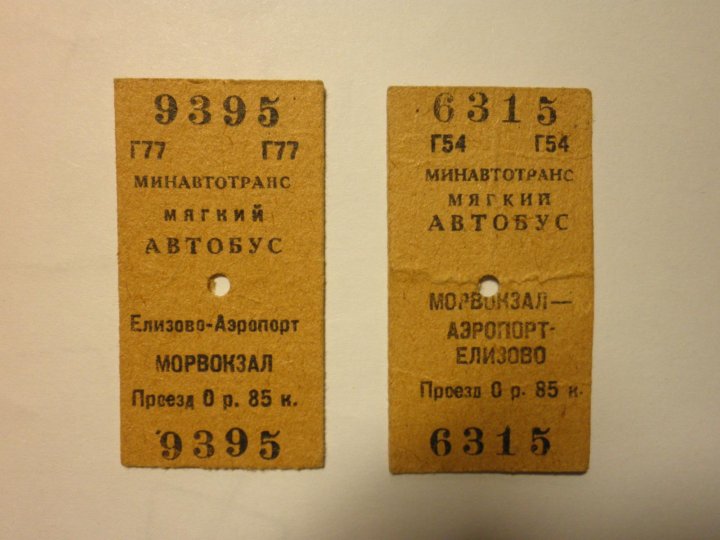 9395
Г77 Г77
МИНАВТОТРАНС
МЯГКИЙ
АВТОБУС
Елизово-Аэропорт
МОРВОКЗАЛ
Проезд 0 р. 85 к.
9395
6315
Г54 Г54
МИНАВТОТРАНС
МЯГКИЙ
АВТОБУС
МОРВОКЗАЛ—
АЭРОПОРТ-
ЕЛИЗОВО
Проезд 0 р. 85 к.
6315